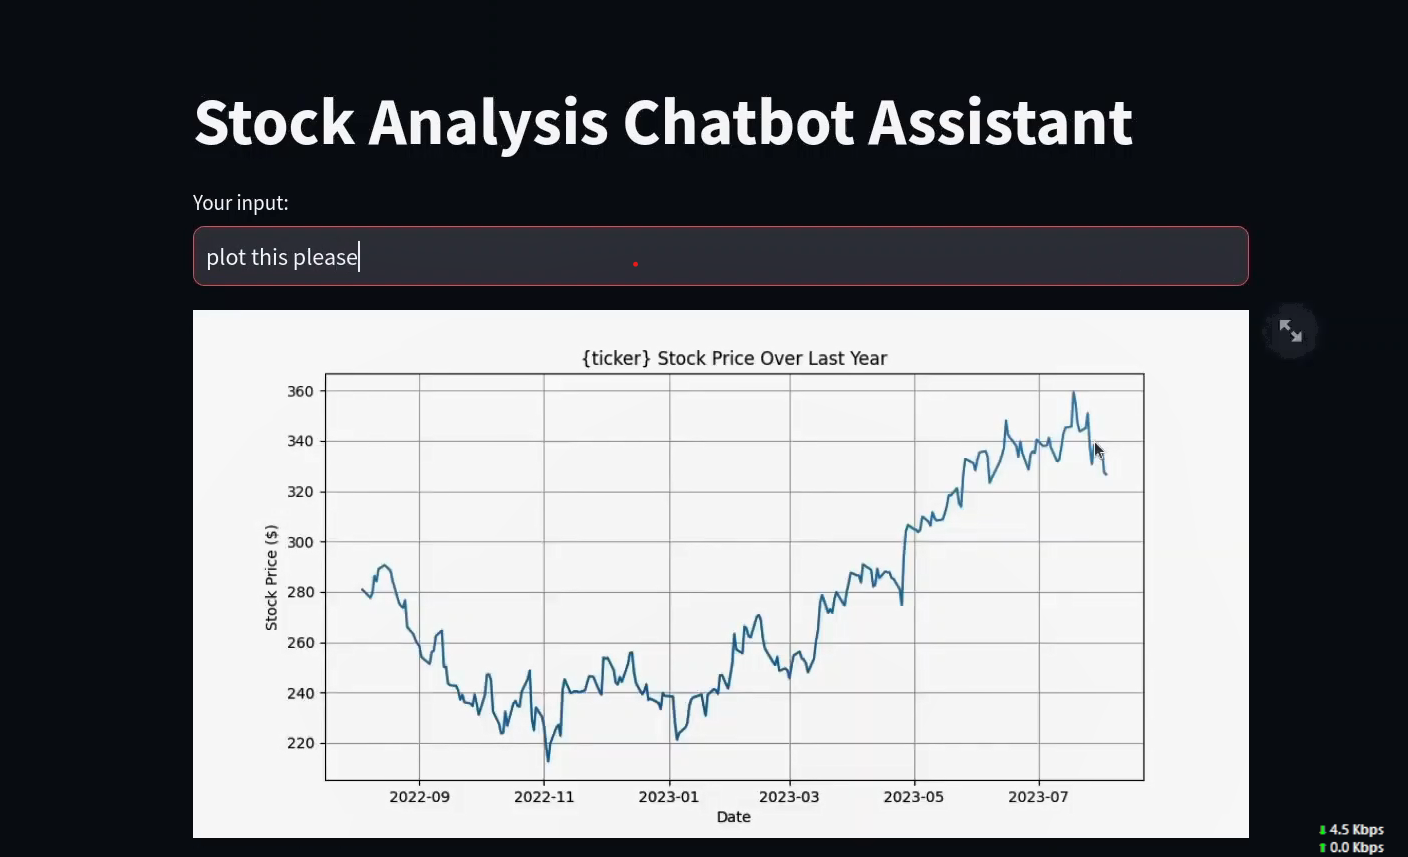 Stock Analysis Chatbot Assistant
Your input:
plot this please
{ticker} Stock Price Over Last Year
360
340
320
300
280
260
240
220
Stock Price ($)
2022-09 2022-11 2023-01 2023-03 2023-05 2023-07
Date
4.5 Kbps
0.0 Kbps